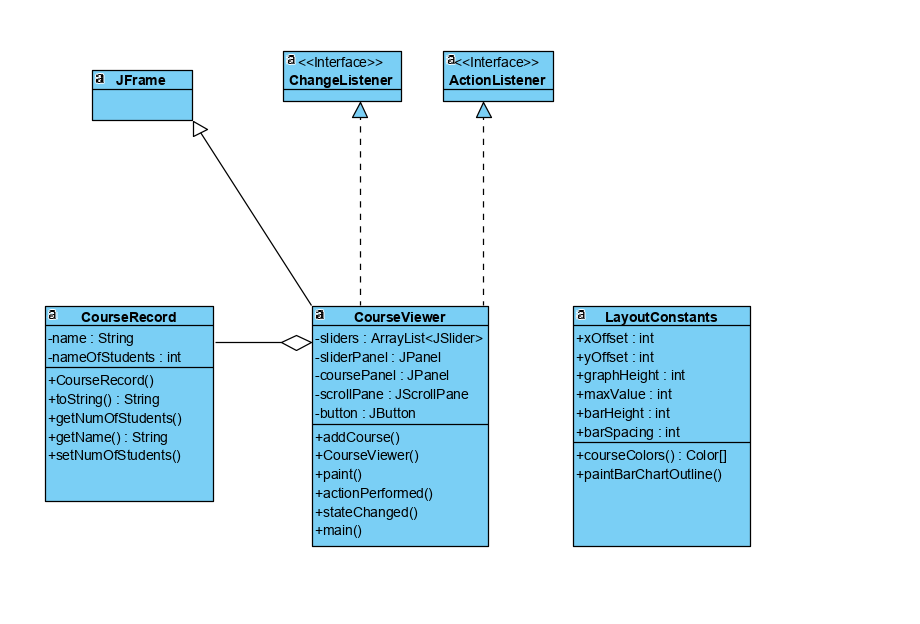 a
JFrame
a <<Interface>>
ChangeListener
a <<Interface>>
ActionListener
a
CourseRecord
-name : String
-nameOfStudents : int
+CourseRecord()
+toString() : String
+getNumOfStudents()
+getName() : String
+setNumOfStudents()
a
CourseViewer
-sliders : ArrayList<JSlider>
-sliderPanel : JPanel
-coursePanel : JPanel
-scrollPane : JScrollPane
-button : JButton
+addCourse()
+CourseViewer()
+paint()
+actionPerformed()
+stateChanged()
+main()
a
LayoutConstants
+xOffset : int
+yOffset : int
+graphHeight : int
+maxValue : int
+barHeight : int
+barSpacing : int
+courseColors() : Color[]
+paintBarChartOutline()